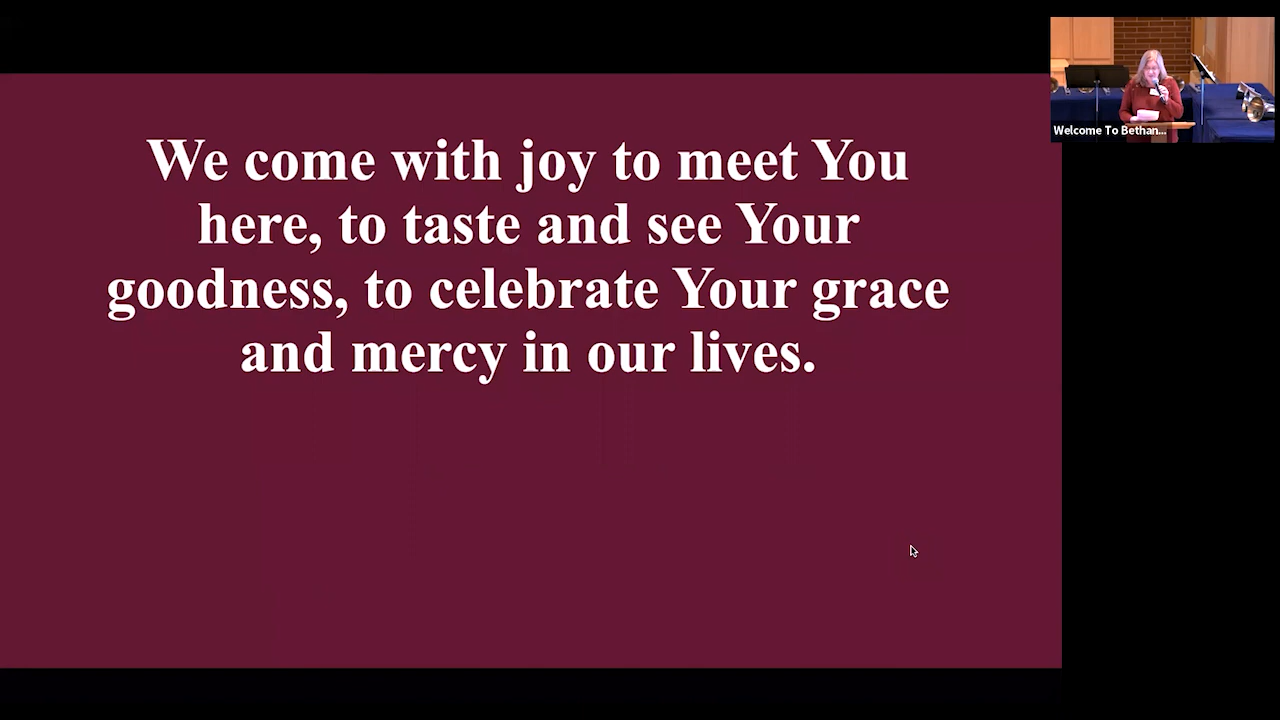 We come with joy to meet You
here, to taste and see Your
goodness, to celebrate Your grace
and mercy in our lives.
Welcome To Bethan...